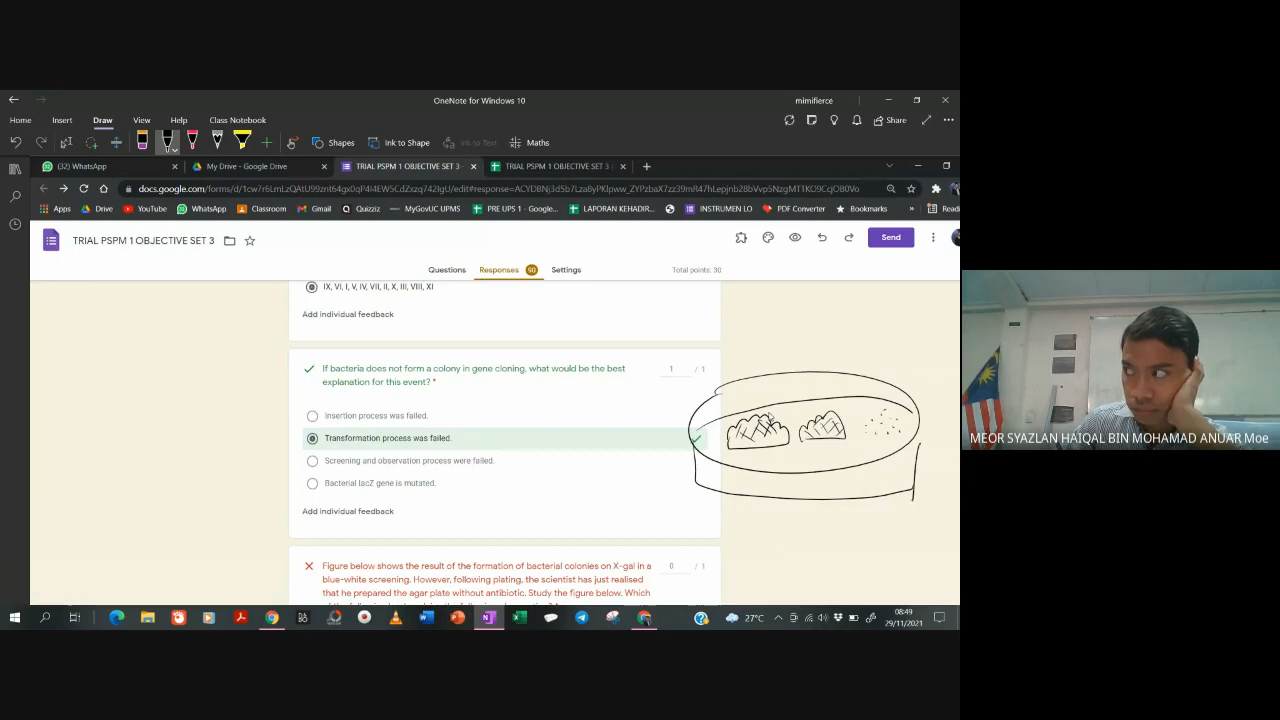 OneNote for Windows 10
mimifierce
Home Insert Draw View Help Class Notebook
Share
Shapes Ink to Shape Ink to Text Maths
(32) WhatsApp My Drive - Google Drive TRIAL PSPM 1 OBJECTIVE SET 3 TRIAL PSPM 1 OBJECTIVE SET 3
Apps Drive YouTube WhatsApp Classroom Gmail Quizziz MyGovUC UPMS PRE UPS 1 - Google... LAPORAN KEHADIR... INSTRUMEN LO PDF Converter Bookmarks » Readi
TRIAL PSPM 1 OBJECTIVE SET 3
Send
Questions Responses 90 Settings
Total points: 30
IX, VI, I, V, IV, VII, II, X, III, VIII, XI
Add individual feedback
If bacteria does not form a colony in gene cloning, what would be the best
explanation for this event? *
1 / 1
Insertion process was failed.
Transformation process was failed.
Screening and observation process were failed.
Bacterial lacZ gene is mutated.
Add individual feedback
Figure below shows the result of the formation of bacterial colonies on X-gal in a
blue-white screening. However, following plating, the scientist has just realised
that he prepared the agar plate without antibiotic. Study the figure below. Which
0 / 1
27°C
08:49
29/11/2021
MEOR SYAZLAN HAIQAL BIN MOHAMAD ANUAR Moe